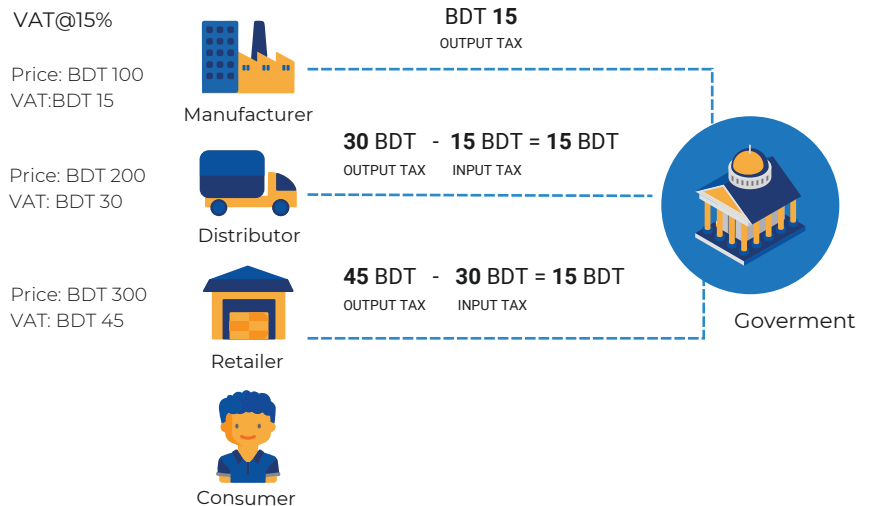 VAT@15%
BDT 15
OUTPUT TAX
Price: BDT 100
VAT:BDT 15
Manufacturer
30 BDT - 15 BDT = 15 BDT
OUTPUT TAX INPUT TAX
Price: BDT 200
VAT: BDT 30
Distributor
45 BDT - 30 BDT = 15 BDT
OUTPUT TAX INPUT TAX
Price: BDT 300
VAT: BDT 45
Retailer
Goverment
Consumer